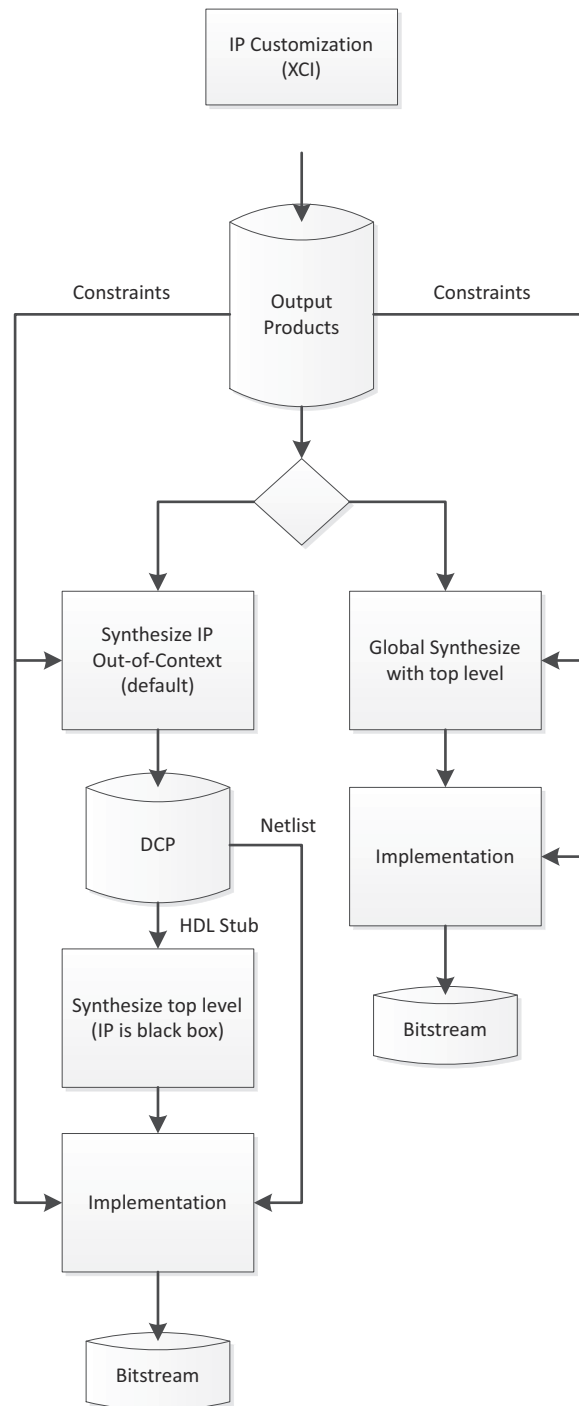 IP Customization
(XCI)
Constraints
Output
Products
Constraints
Synthesize IP
Out-of-Context
(default)
Global Synthesize
with top level
DCP
Netlist
Implementation
HDL Stub
Synthesize top level
(IP is black box)
Bitstream
Implementation
Bitstream